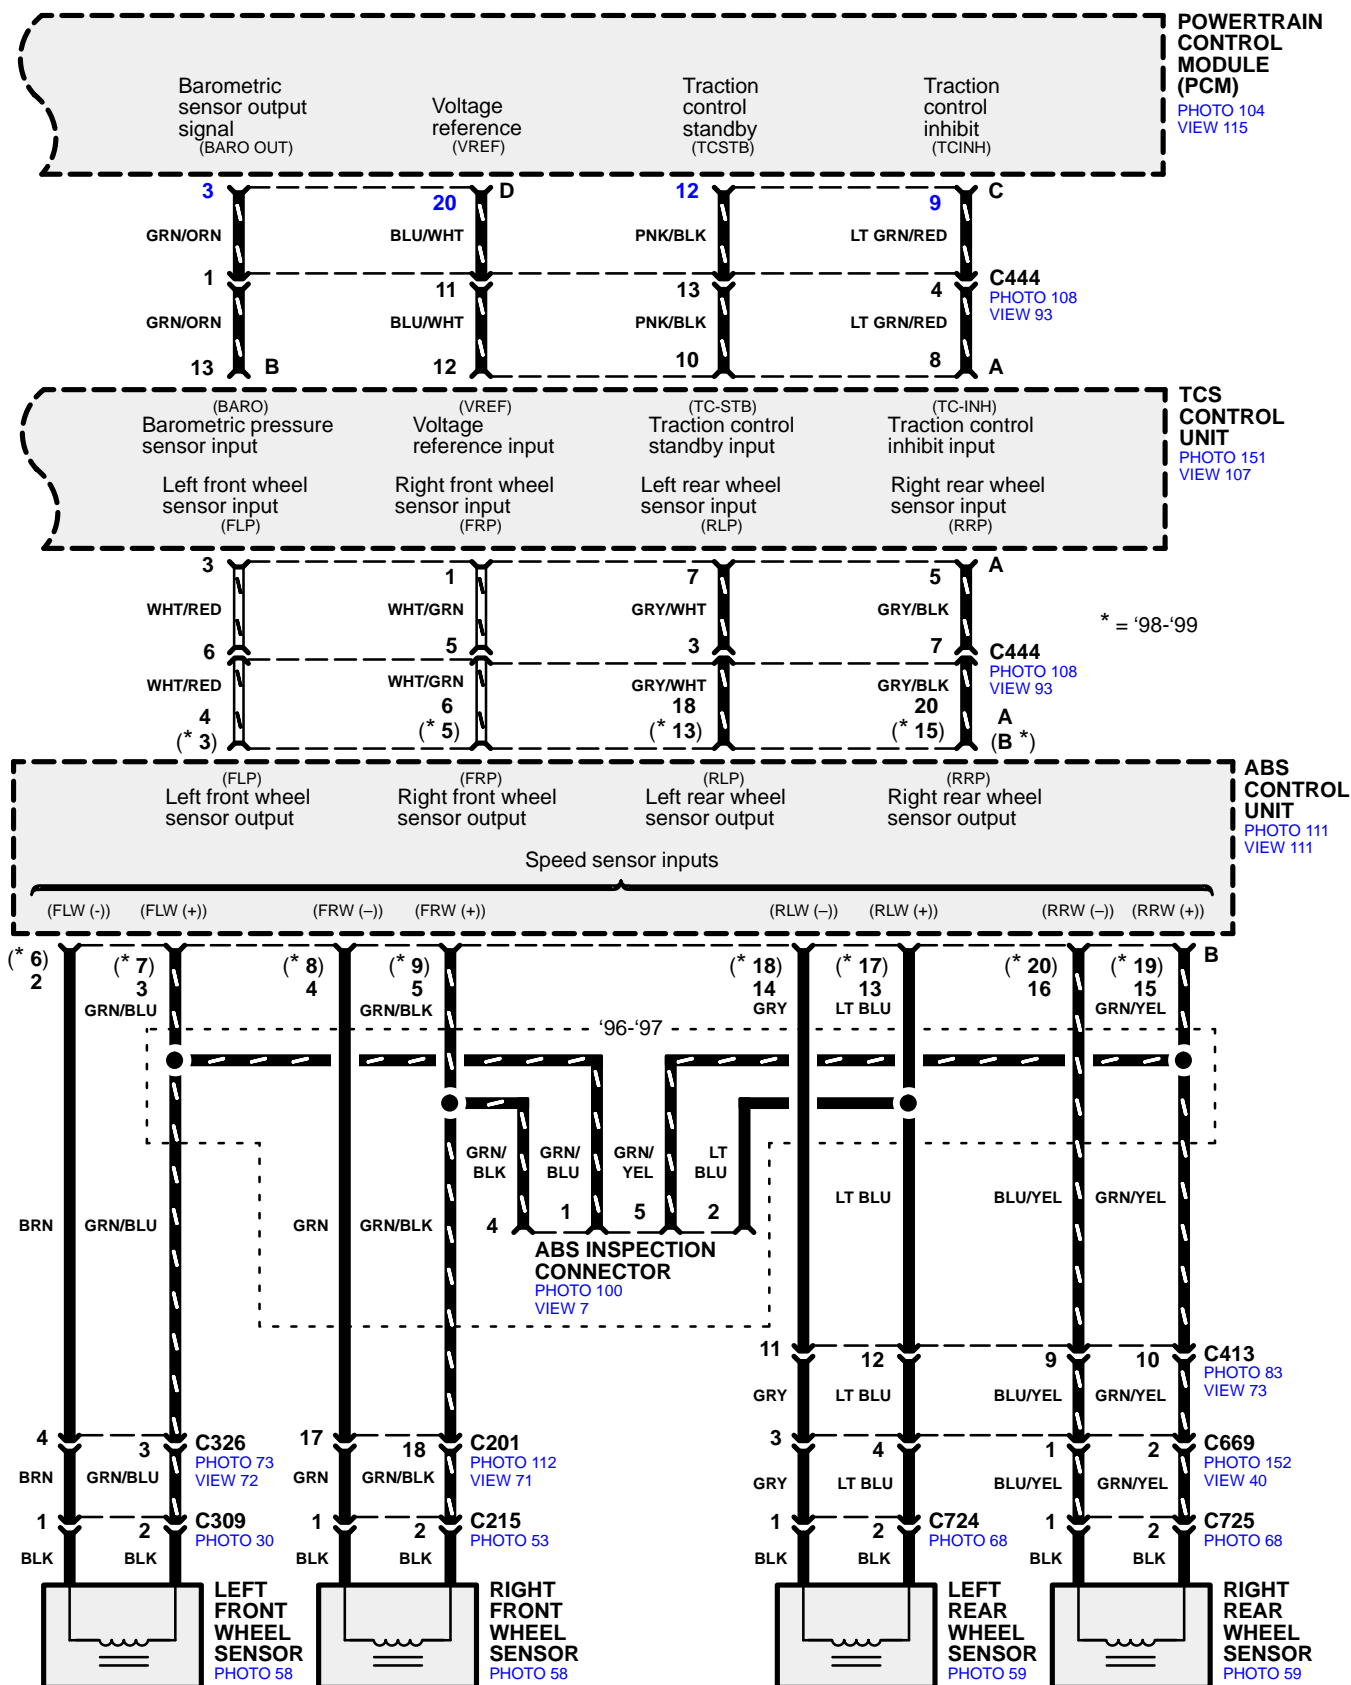 POWERTRAIN
CONTROL
MODULE
(PCM)
PHOTO 104
VIEW 115
Barometric
sensor output
signal
(BARO OUT)
Voltage
reference
(VREF)
Traction
control
standby
(TCSTB)
Traction
control
inhibit
(TCINH)
3
20
D
12
9
C
GRN/ORN
BLU/WHT
PNK/BLK
LT GRN/RED
1
11
13
4
C444
PHOTO 108
VIEW 93
GRN/ORN
BLU/WHT
PNK/BLK
LT GRN/RED
13
B
12
10
8
A
TCS
CONTROL
UNIT
PHOTO 151
VIEW 107
(BARO)
Barometric pressure
sensor input
(VREF)
Voltage
reference input
(TC-STB)
Traction control
standby input
(TC-INH)
Traction control
inhibit input
Left front wheel
sensor input
(FLP)
Right front wheel
sensor input
(FRP)
Left rear wheel
sensor input
(RLP)
Right rear wheel
sensor input
(RRP)
3
1
7
5
A
WHT/RED
WHT/GRN
GRY/WHT
GRY/BLK
* = ‘98-‘99
6
5
3
7
C444
PHOTO 108
VIEW 93
WHT/RED
WHT/GRN
GRY/WHT
GRY/BLK
4
(* 3)
6
(* 5)
18
(* 13)
20
(* 15)
A
(B *)
ABS
CONTROL
UNIT
PHOTO 111
VIEW 111
(FLP)
Left front wheel
sensor output
(FRP)
Right front wheel
sensor output
(RLP)
Left rear wheel
sensor output
(RRP)
Right rear wheel
sensor output
Speed sensor inputs
(FLW (-))
(FLW (+))
(FRW (–))
(FRW (+))
(RLW (–))
(RLW (+))
(RRW (–))
(RRW (+))
(* 6)
2
(* 7)
3
(* 8)
4
(* 9)
5
(* 18)
14
(* 17)
13
(* 20)
16
(* 19)
15
B
GRN/BLU
GRN/BLK
GRY
LT BLU
GRN/YEL
‘96-‘97
GRN/
BLK
GRN/
BLU
GRN/
YEL
LT
BLU
4
1
5
2
ABS INSPECTION
CONNECTOR
PHOTO 100
VIEW 7
BRN
GRN/BLU
GRN
GRN/BLK
LT BLU
BLU/YEL
GRN/YEL
11
12
9
10
C413
PHOTO 83
VIEW 73
GRY
LT BLU
BLU/YEL
GRN/YEL
4
3
C326
PHOTO 73
VIEW 72
17
18
C201
PHOTO 112
VIEW 71
3
4
1
2
C669
PHOTO 152
VIEW 40
BRN
GRN/BLU
GRN
GRN/BLK
GRY
LT BLU
BLU/YEL
GRN/YEL
1
2
C309
PHOTO 30
1
2
C215
PHOTO 53
1
2
C724
PHOTO 68
1
2
C725
PHOTO 68
BLK
BLK
BLK
BLK
BLK
BLK
BLK
BLK
LEFT
FRONT
WHEEL
SENSOR
PHOTO 58
RIGHT
FRONT
WHEEL
SENSOR
PHOTO 58
LEFT
REAR
WHEEL
SENSOR
PHOTO 59
RIGHT
REAR
WHEEL
SENSOR
PHOTO 59